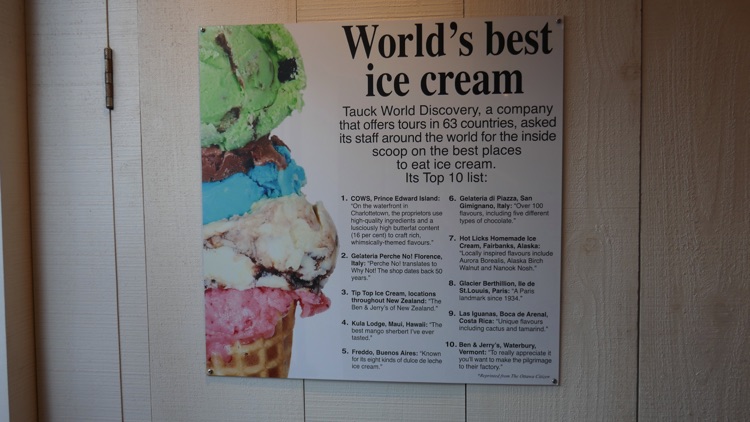 World's best
ice cream
Tauck World Discovery, a company
that offers tours in 63 countries, asked
its staff around the world for the inside
scoop on the best places
to eat ice cream.
Its Top 10 list:
1. COWS, Prince Edward Island:
"On the waterfront in
Charlottetown, the proprietors use
high-quality ingredients and a
lusciously high butterfat content
(16 per cent) to craft rich,
whimsically-themed flavours."
2. Gelateria Perche No! Florence,
Italy: "Perche No! translates to
Why Not! The shop dates back 50
years."
3. Tip Top Ice Cream, locations
throughout New Zealand: "The
Ben & Jerry's of New Zealand."
4. Kula Lodge, Maui, Hawaii: "The
best mango sherbert I've ever
tasted."
5. Freddo, Buenos Aires: "Known
for its eight kinds of dulce de leche
ice cream."
6. Gelateria di Piazza, San
Gimignano, Italy: "Over 100
flavours, including five different
types of chocolate."
7. Hot Licks Homemade Ice
Cream, Fairbanks, Alaska:
"Locally inspired flavours include
Aurora Borealis, Alaska Birch
Walnut and Nanook Nosh."
8. Glacier Berthillion, Ile de
St.Louuis, Paris: "A Paris
landmark since 1934."
9. Las Iguanas, Boca de Arenal,
Costa Rica: "Unique flavours
including cactus and tamarind."
10. Ben & Jerry's, Waterbury,
Vermont: "To really appreciate it
you'll want to make the pilgrimage
to their factory."
*Reprinted from The Ottawa Citizen